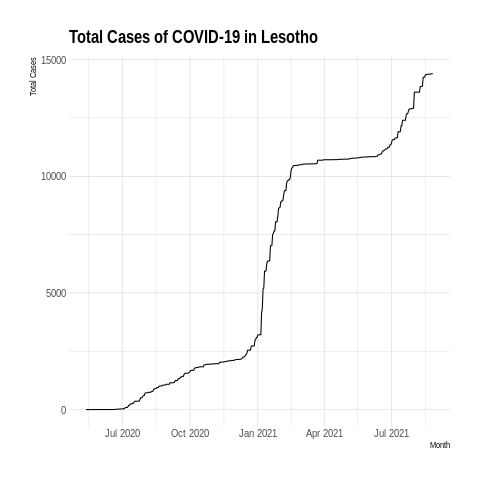 Total Cases of COVID-19 in Lesotho
Total Cases
15000
10000
5000
0
Jul 2020 Oct 2020 Jan 2021 Apr 2021 Jul 2021
Month